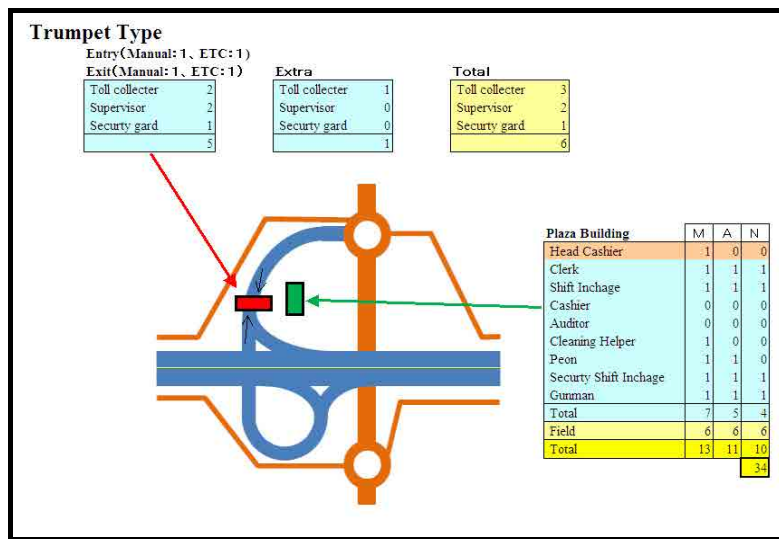 Trumpet Type
Entry(Manual:1、ETC:1)
Exit(Manual:1、ETC:1) Extra Total
Toll collecter 2 Toll collecter 1 Toll collecter 3
Supervisor 2 Supervisor 0 Supervisor 2
Securty gard 1 Securty gard 0 Securty gard 1
5 1 6
Plaza Building M A N
Head Cashier 1 0 0
Clerk 1 1 1
Shift Inchage 1 1 1
Cashier 0 0 0
Auditor 0 0 0
Cleaning Helper 1 0 0
Peon 1 1 0
Securty Shift Inchage 1 1 1
Gunman 1 1 1
Total 7 5 4
Field 6 6 6
Total 13 11 10
34